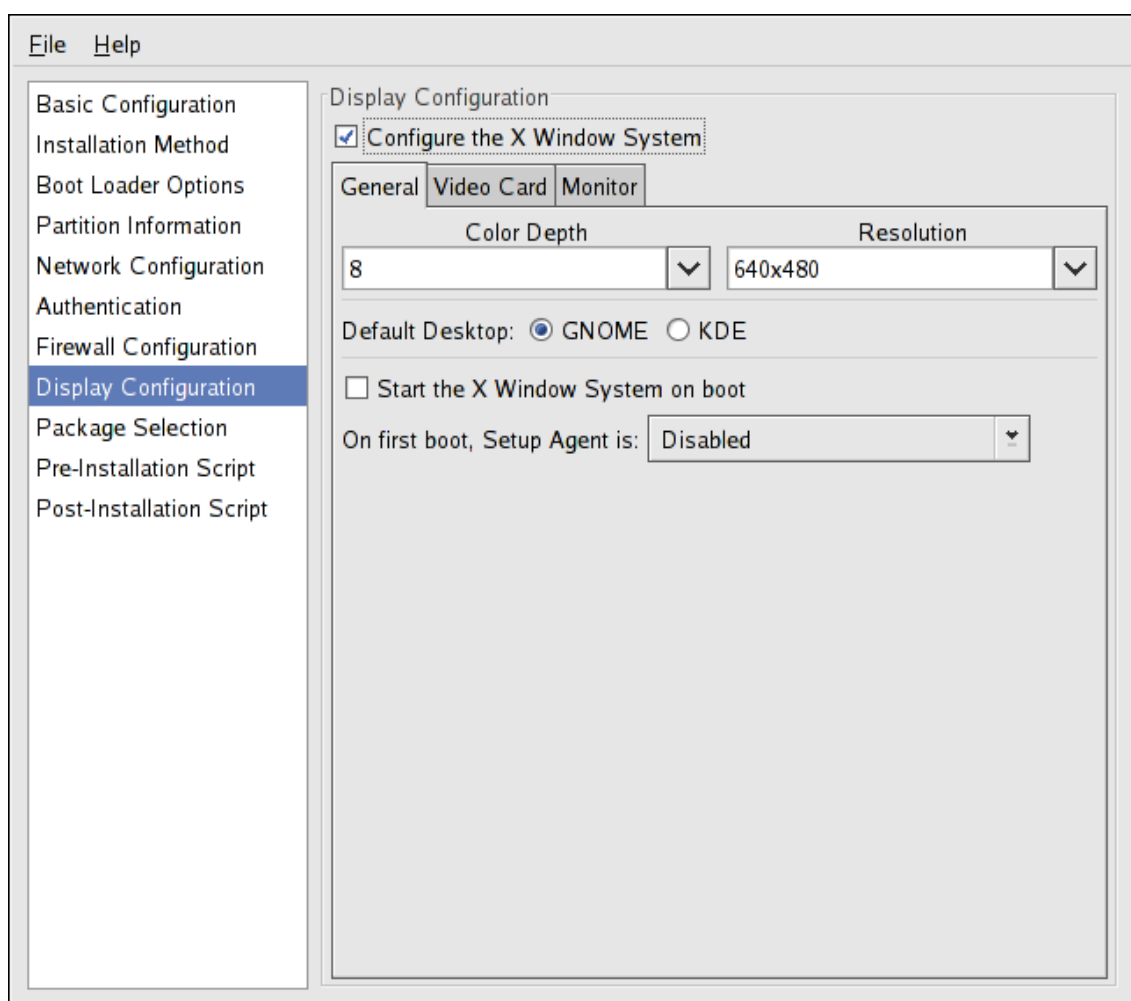 File Help
Basic Configuration
Installation Method
Boot Loader Options
Partition Information
Network Configuration
Authentication
Firewall Configuration
Display Configuration
Package Selection
Pre-Installation Script
Post-Installation Script
Display Configuration
Configure the X Window System
General Video Card Monitor
Color Depth Resolution
8 640x480
Default Desktop: GNOME KDE
Start the X Window System on boot
On first boot, Setup Agent is: Disabled